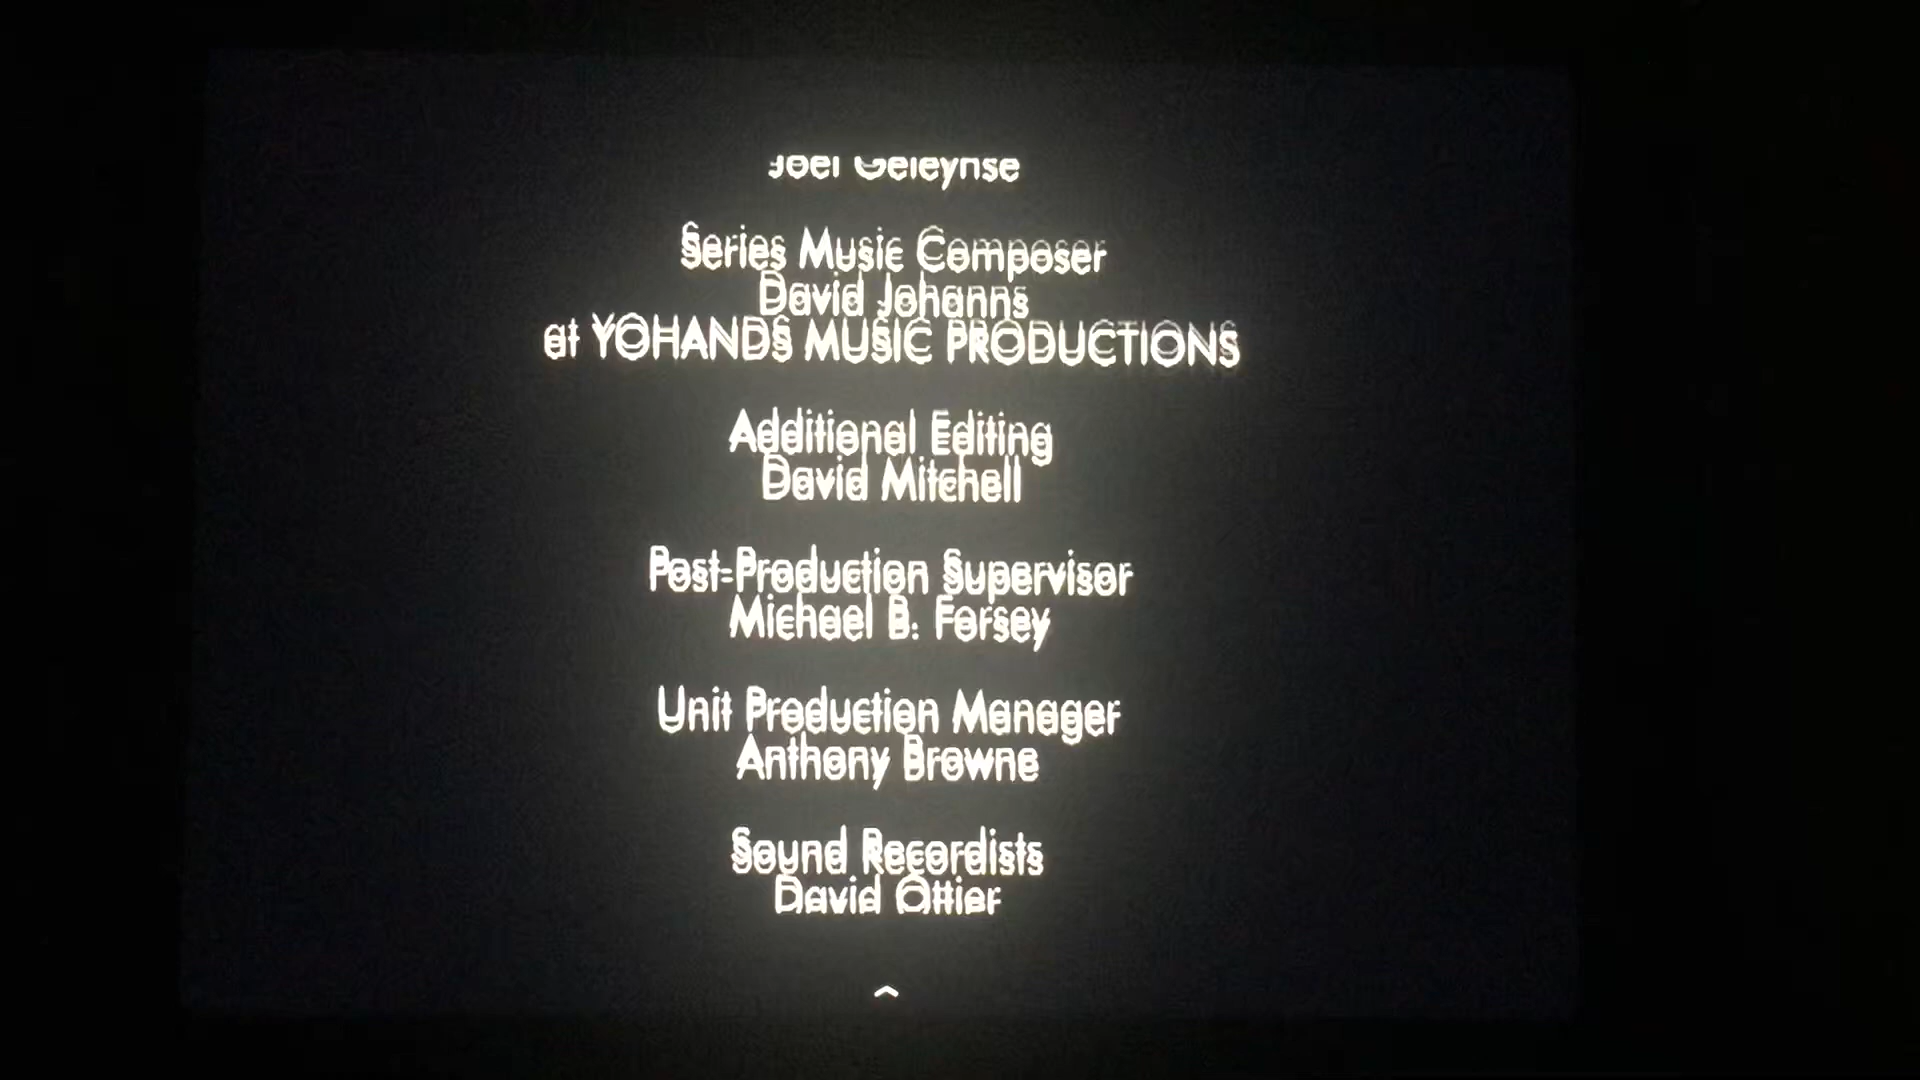 Joel Geleynse
Series Music Composer
David Johanns
at YOHANDS MUSIC PRODUCTIONS
Additional Editing
David Mitchell
Post-Production Supervisor
Michael B. Forsey
Unit Production Manager
Anthony Browne
Sound Recordists
David Ottier